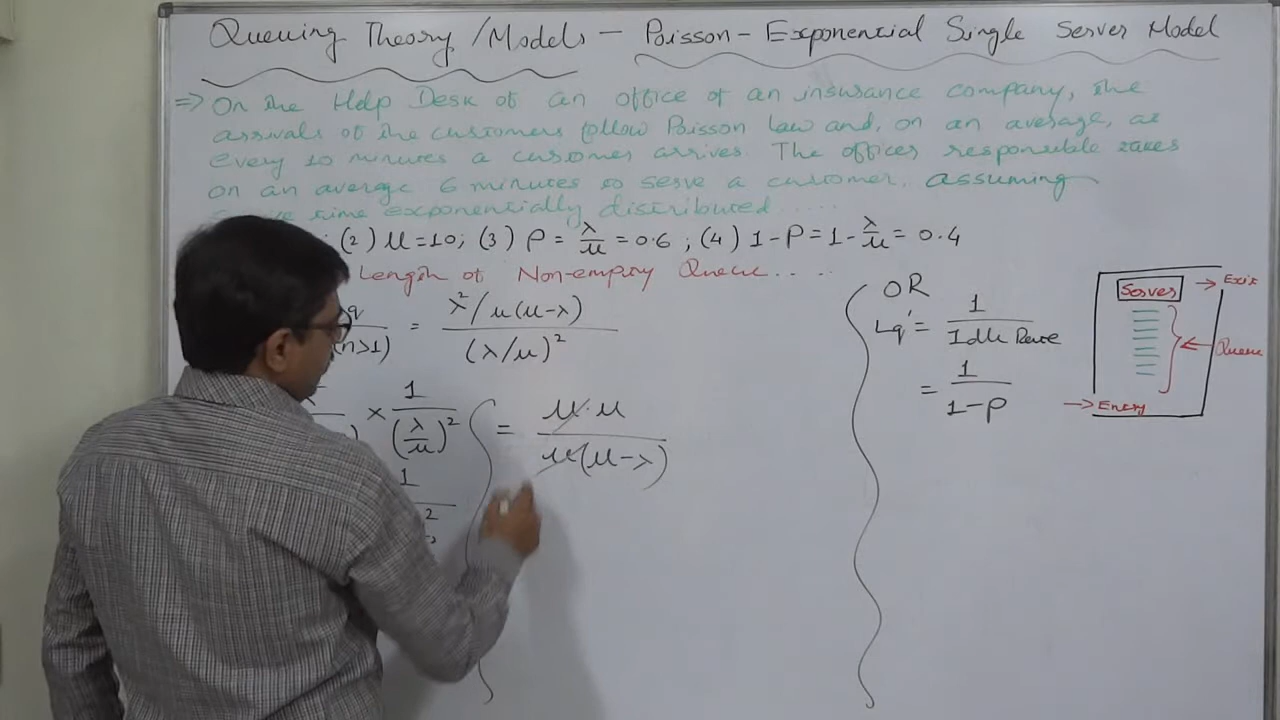 Queuing Theory / Models - Poisson - Exponential Single Server Model
⇒ On the Help Desk of an office of an insurance company, the
arrivals of the customers follow Poisson law and, on an average, at
every 10 minutes a customer arrives. The officer responsible takes
on an average 6 minutes to serve a customer, assuming
time exponentially distributed .....
(2) μ = 10; (3) ρ = λ/μ = 0.6; (4) 1-ρ = 1-λ/μ = 0.4
Length of Non-empty Queue.....
q / (n>1) = λ²/μ(μ-λ) / (λ/μ)²
× 1/(λ/μ)²
1
2
= μ·μ / μ(μ-λ)
OR
Lq' = 1 / Idle Rate
= 1 / 1-ρ
Server → Exit
Queue
→ Entry